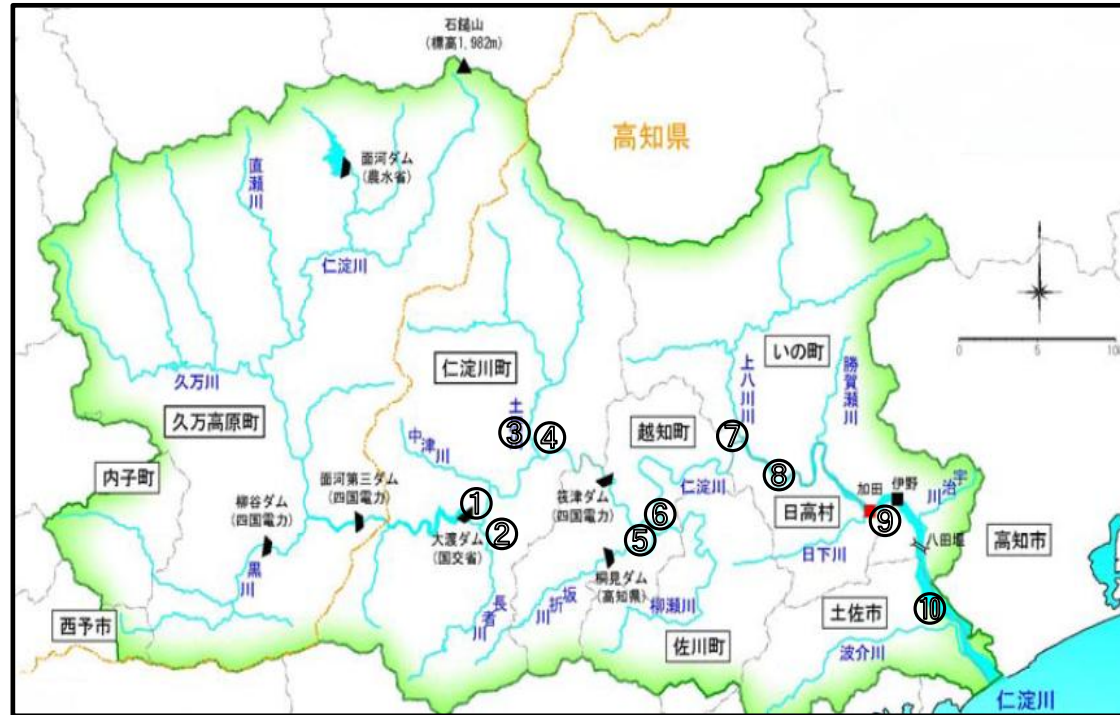 石鎚山
(標高1,982m)
高知県
面河ダム
(農水省)
直瀬川
仁淀川
いの町
上八川川
勝賀瀬川
仁淀川町
土
久万川
久万高原町
③
④
越知町
⑦
中津川
内子町
面河第三ダム
(四国電力)
柳谷ダム
(四国電力)
筏津ダム
(四国電力)
仁淀川
⑧
加田
伊野
宇治川
①
②
大渡ダム
(国交省)
⑤
⑥
日高村
⑨
八田堰
高知市
黒川
桐見ダム
(高知県)
日下川
長者川
坂折川
柳瀬川
⑩
土佐市
西予市
佐川町
波介川
仁淀川
0
5
10